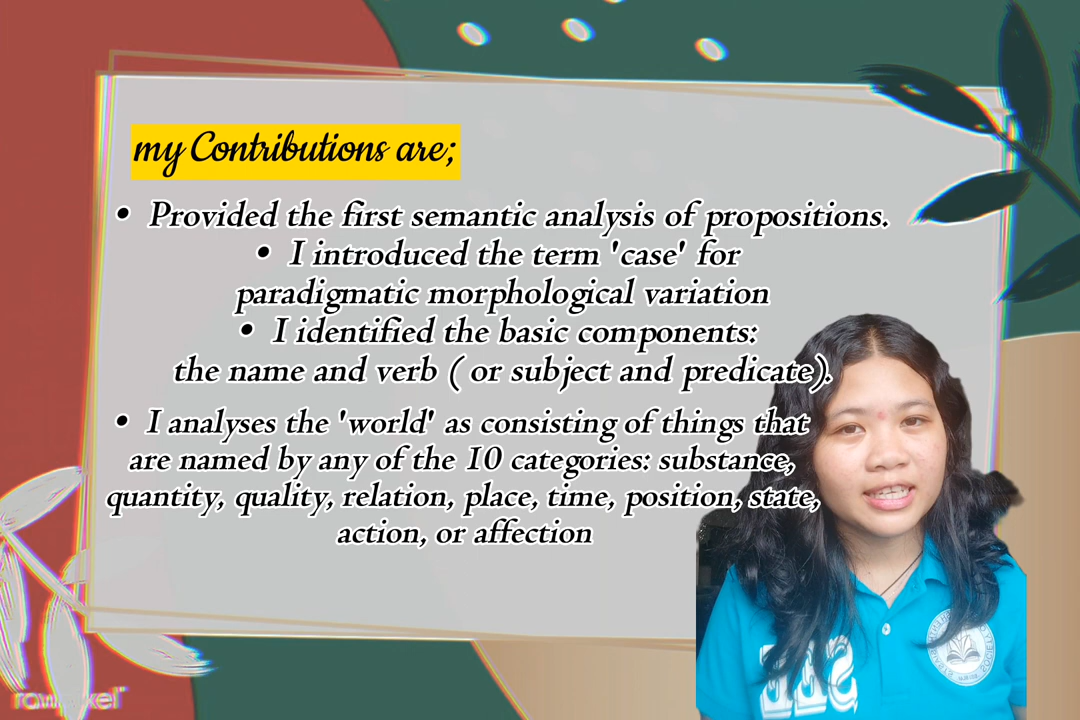 my Contributions are;
• Provided the first semantic analysis of propositions.
• I introduced the term 'case' for
paradigmatic morphological variation
• I identified the basic components:
the name and verb ( or subject and predicate).
• I analyses the 'world' as consisting of things that
are named by any of the 10 categories: substance,
quantity, quality, relation, place, time, position, state,
action, or affection
rawpixel